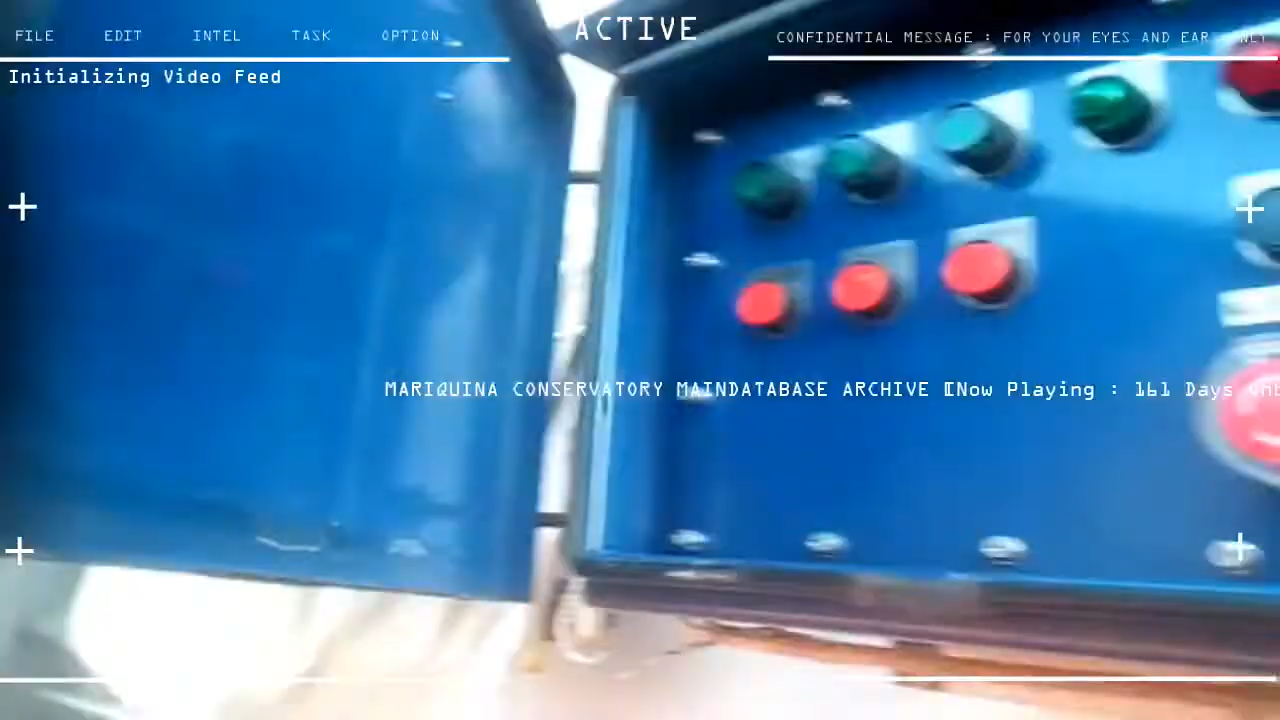 FILE EDIT INTEL TASK OPTION
ACTIVE
CONFIDENTIAL MESSAGE : FOR YOUR EYES AND EAR
Initializing Video Feed
MARIQUINA CONSERVATORY MAINDATABASE ARCHIVE [Now Playing : 161 Days